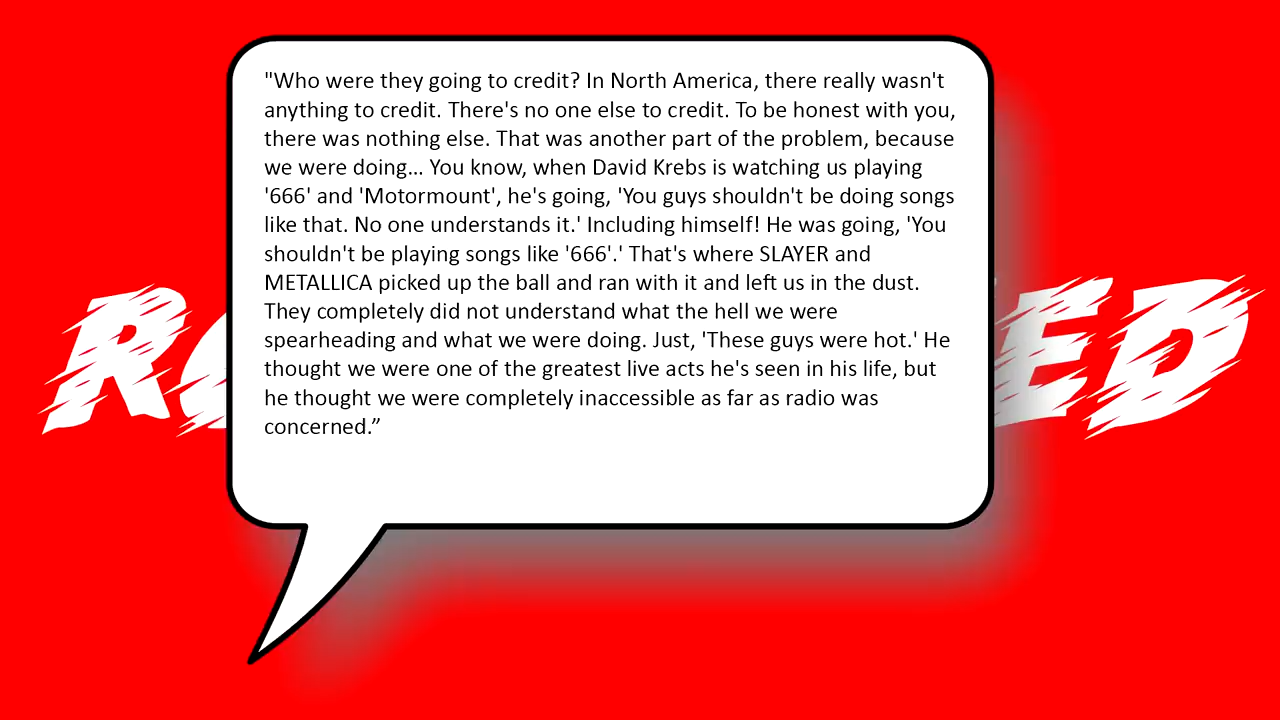 "Who were they going to credit? In North America, there really wasn't
anything to credit. There's no one else to credit. To be honest with you,
there was nothing else. That was another part of the problem, because
we were doing... You know, when David Krebs is watching us playing
'666' and 'Motormount', he's going, 'You guys shouldn't be doing songs
like that. No one understands it.' Including himself! He was going, 'You
shouldn't be playing songs like '666'.' That's where SLAYER and
METALLICA picked up the ball and ran with it and left us in the dust.
They completely did not understand what the hell we were
spearheading and what we were doing. Just, 'These guys were hot.' He
thought we were one of the greatest live acts he's seen in his life, but
he thought we were completely inaccessible as far as radio was
concerned.”